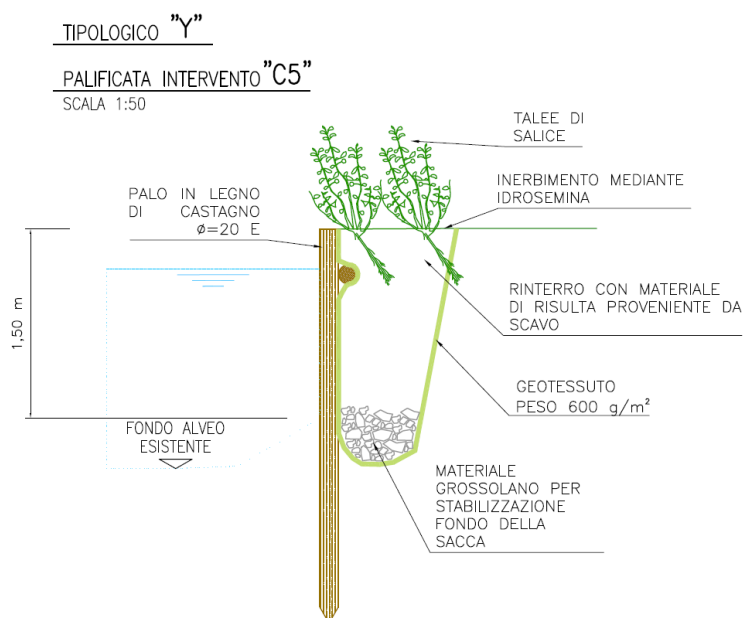 TIPOLOGICO "Y"
PALIFICATA INTERVENTO "C5"
SCALA 1:50
TALEE DI
SALICE
PALO IN LEGNO
DI CASTAGNO
ø=20 E
INERBIMENTO MEDIANTE
IDROSEMINA
1,50 m
RINTERRO CON MATERIALE
DI RISULTA PROVENIENTE DA
SCAVO
GEOTESSUTO
PESO 600 g/m²
FONDO ALVEO
ESISTENTE
MATERIALE
GROSSOLANO PER
STABILIZZAZIONE
FONDO DELLA
SACCA